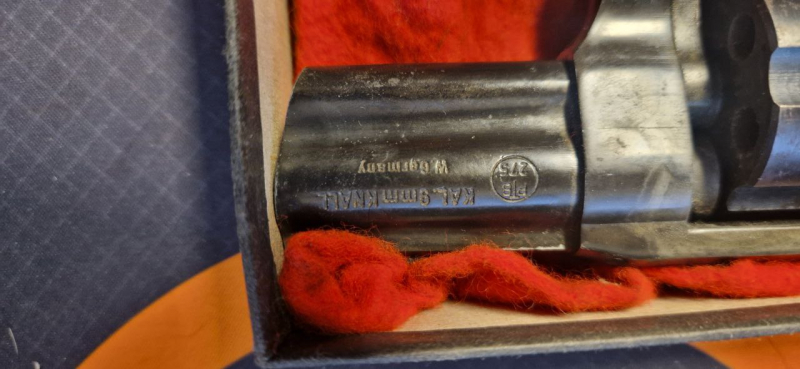 PTB
275
KAL. 9mm KNALL
W Germany